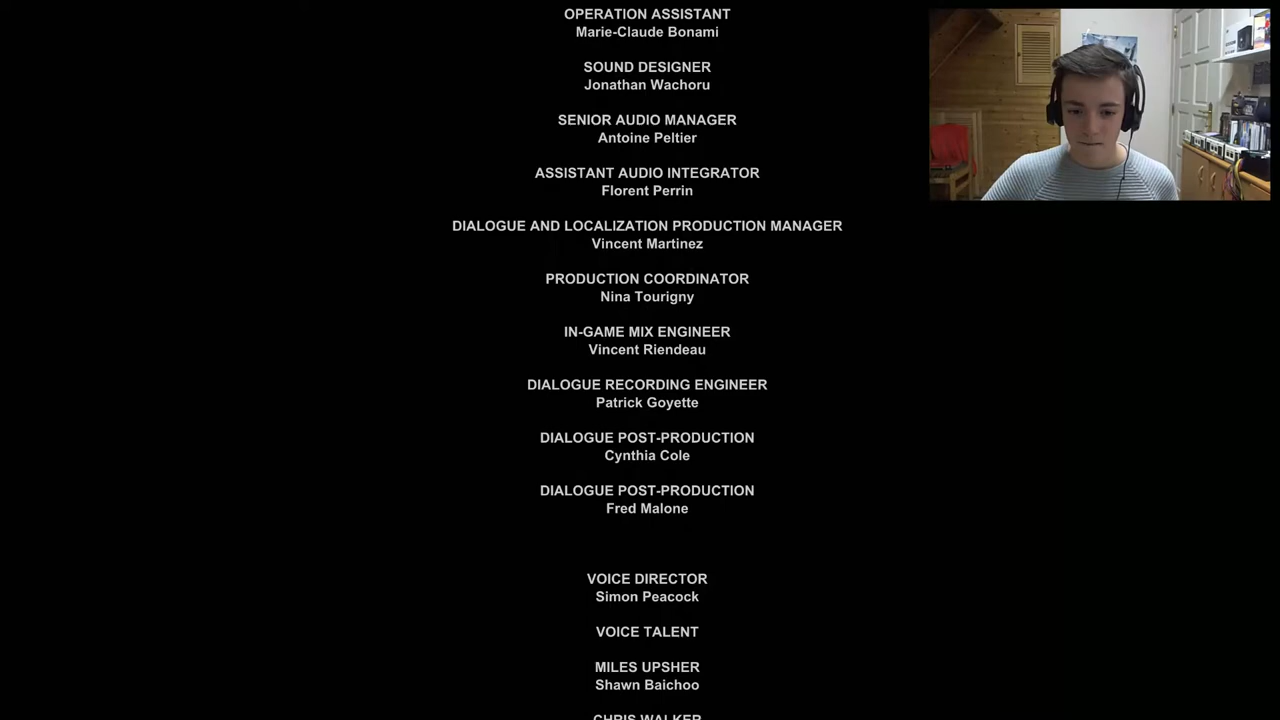 OPERATION ASSISTANT
Marie-Claude Bonami
SOUND DESIGNER
Jonathan Wachoru
SENIOR AUDIO MANAGER
Antoine Peltier
ASSISTANT AUDIO INTEGRATOR
Florent Perrin
DIALOGUE AND LOCALIZATION PRODUCTION MANAGER
Vincent Martinez
PRODUCTION COORDINATOR
Nina Tourigny
IN-GAME MIX ENGINEER
Vincent Riendeau
DIALOGUE RECORDING ENGINEER
Patrick Goyette
DIALOGUE POST-PRODUCTION
Cynthia Cole
DIALOGUE POST-PRODUCTION
Fred Malone
VOICE DIRECTOR
Simon Peacock
VOICE TALENT
MILES UPSHER
Shawn Baichoo
CHRIS WALKER